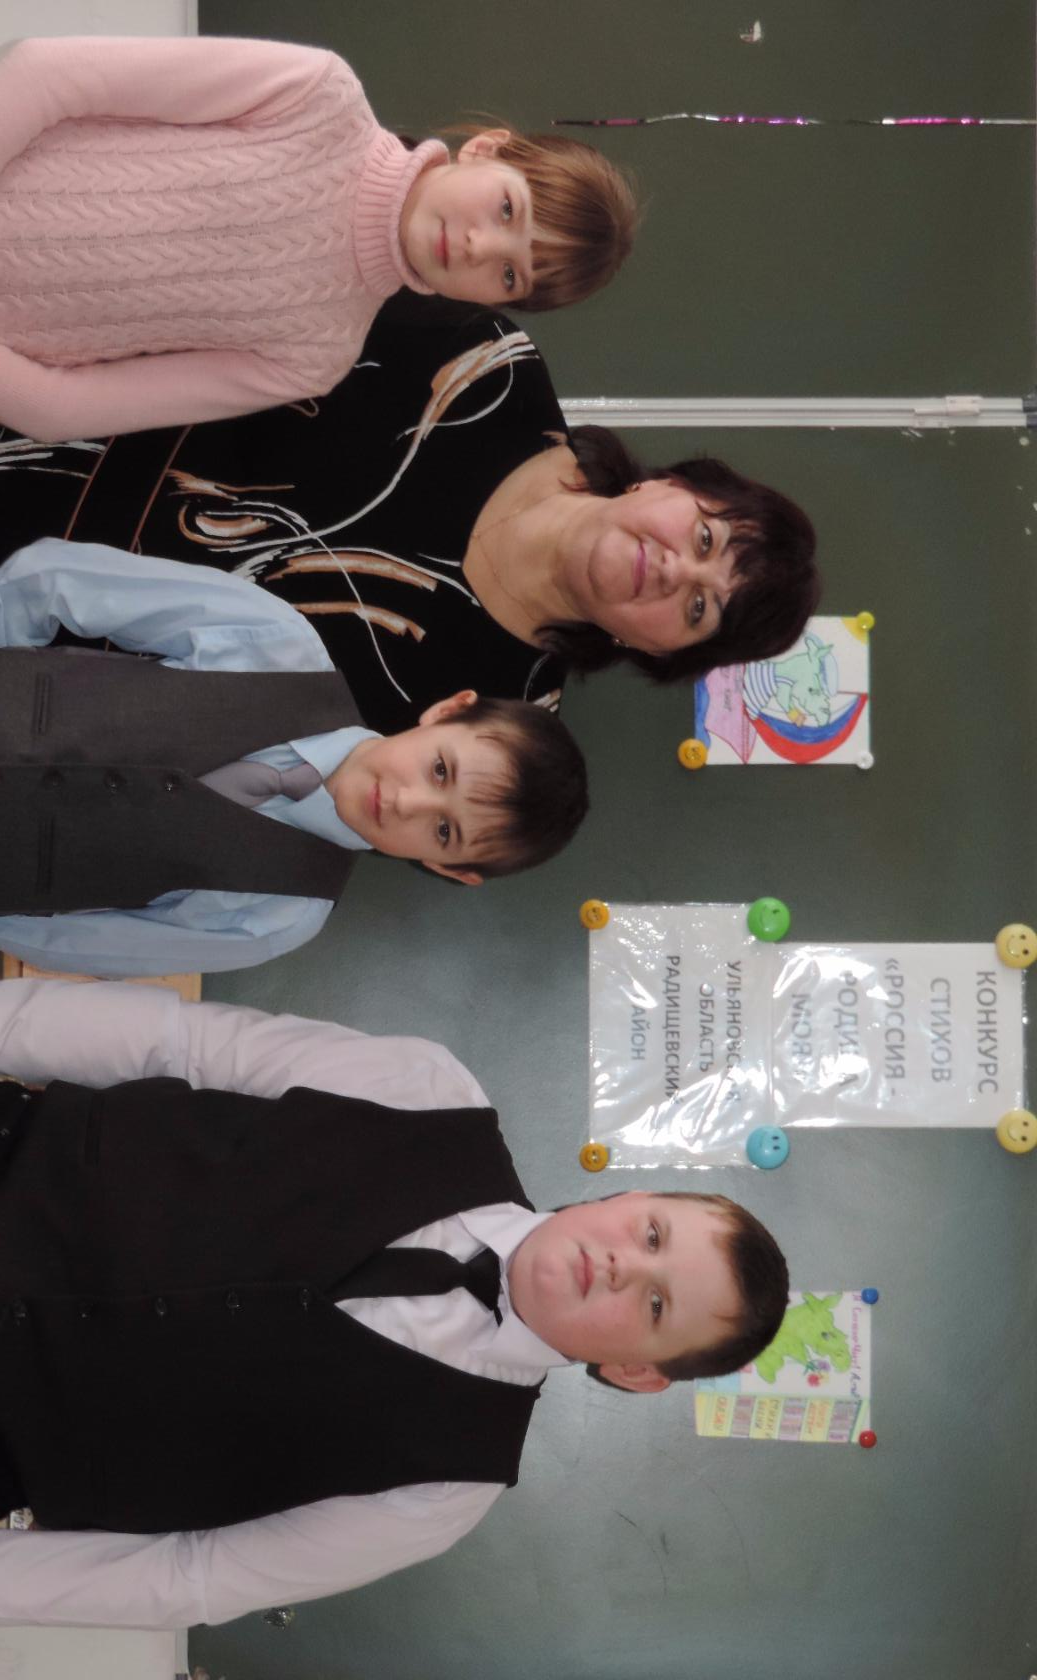 КОНКУРС
СТИХОВ
«РОССИЯ -
РОДИНА
МОЯ»
УЛЬЯНОВСКАЯ
ОБЛАСТЬ
РАДИЩЕВСКИЙ
РАЙОН